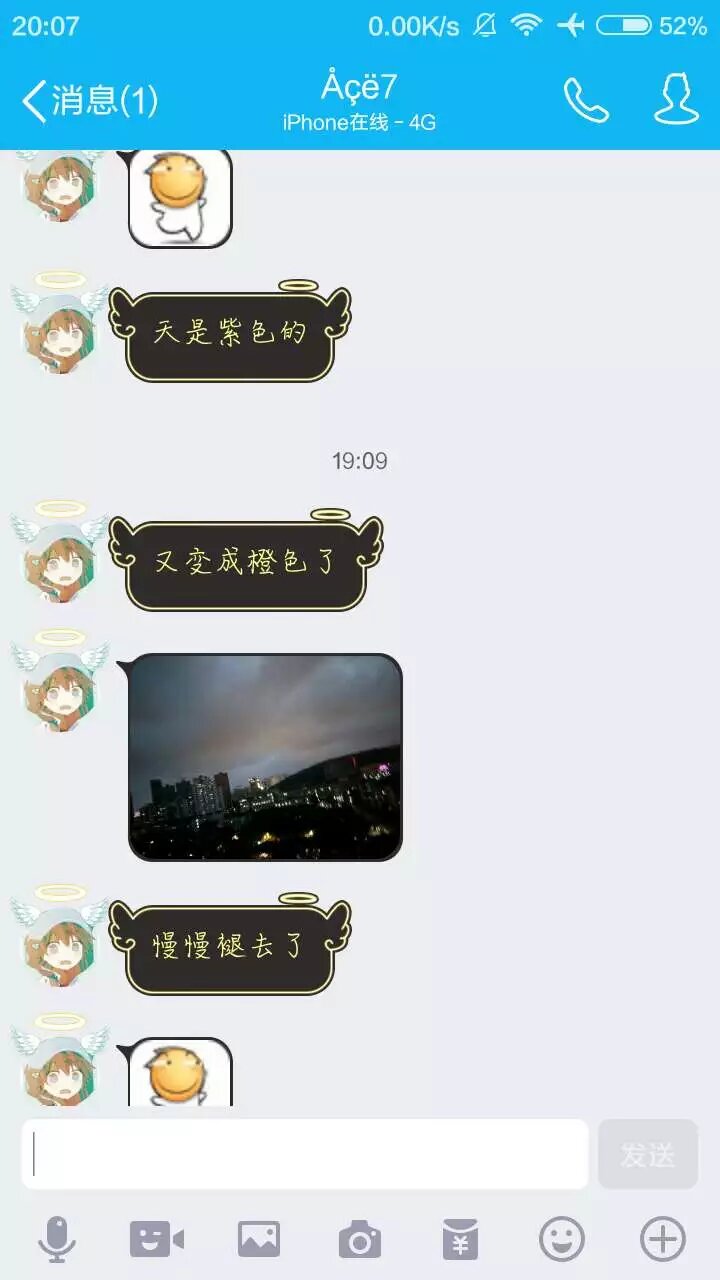 20:07 0.00K/s 52%
消息(1) Åçë7
iPhone在线 - 4G
天是紫色的
19:09
又变成橙色了
慢慢褪去了
发送